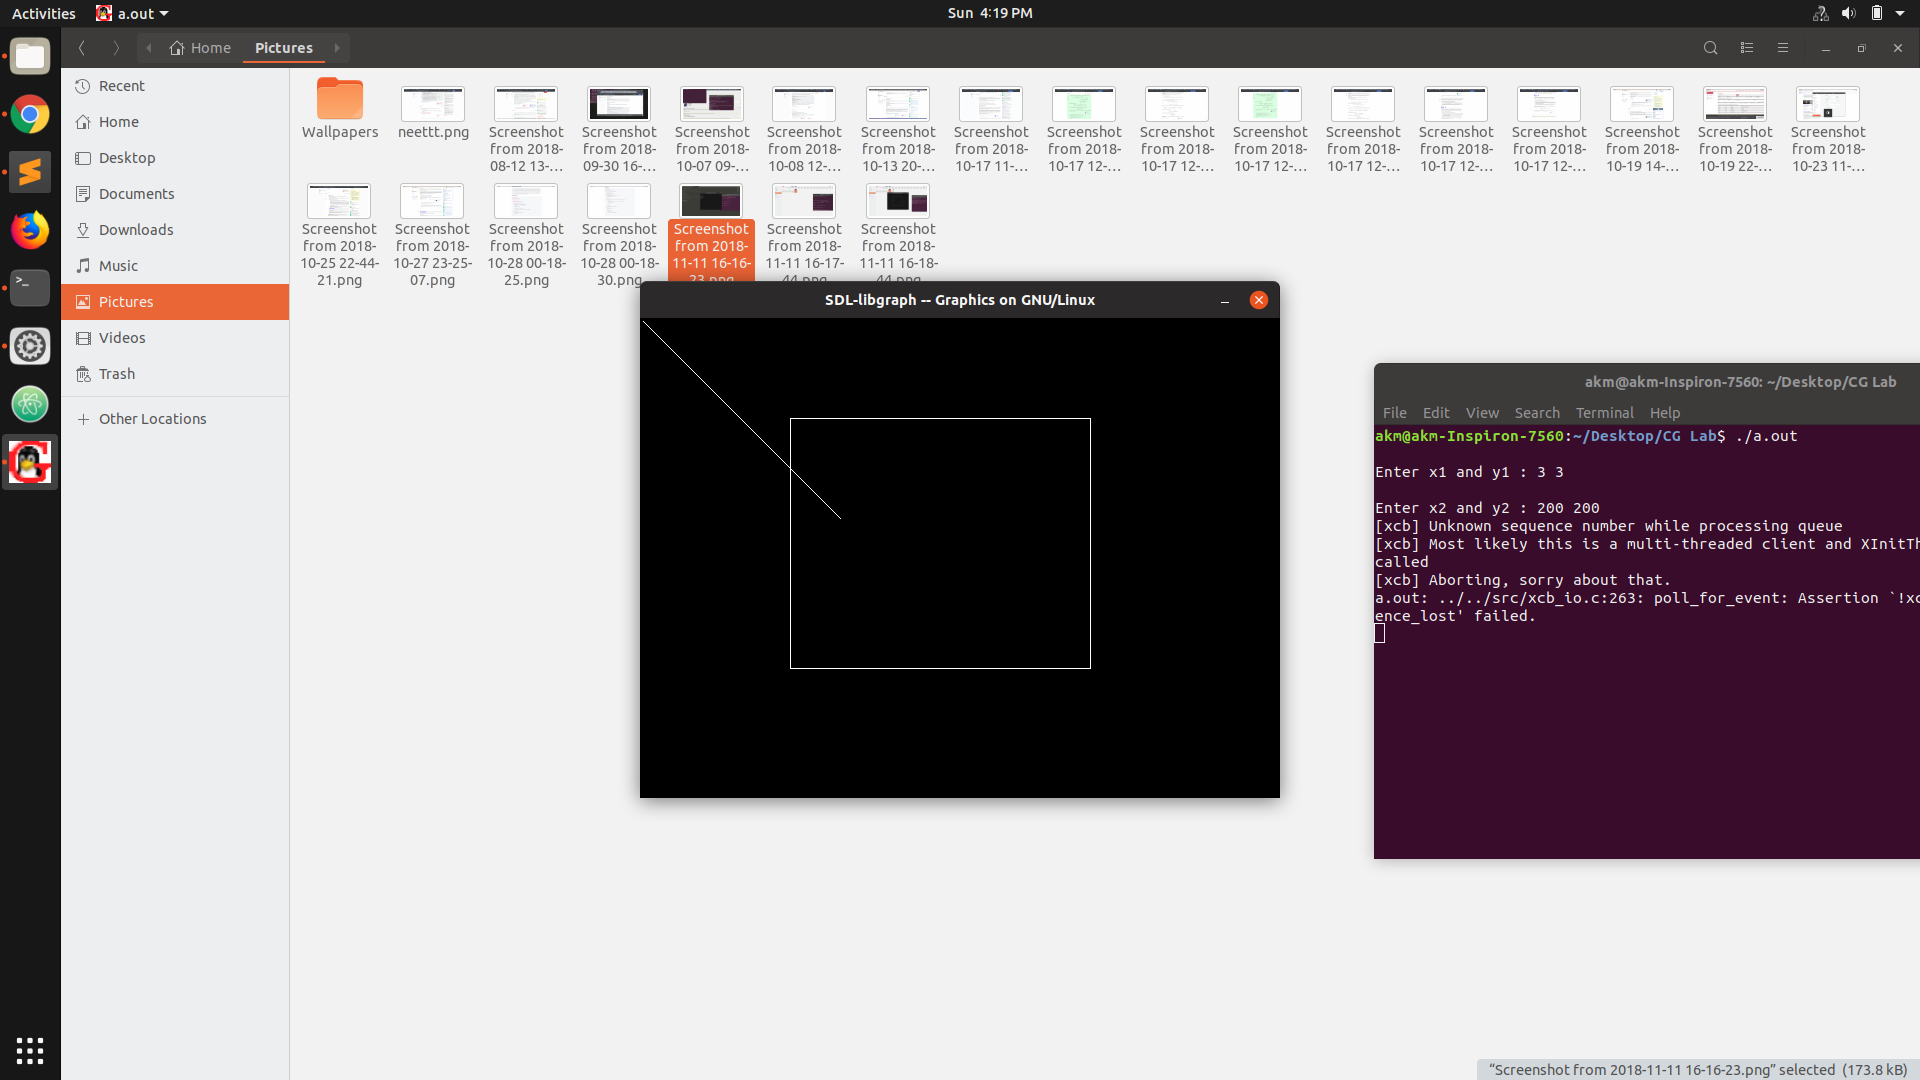 Activities
a.out
Sun 4:19 PM
Home
Pictures
Recent
Home
Desktop
Documents
Downloads
Music
Pictures
Videos
Trash
Other Locations
Wallpapers
neettt.png
Screenshot
from 2018-
08-12 13-...
Screenshot
from 2018-
09-30 16-...
Screenshot
from 2018-
10-07 09-...
Screenshot
from 2018-
10-08 12-...
Screenshot
from 2018-
10-13 20-...
Screenshot
from 2018-
10-17 11-...
Screenshot
from 2018-
10-17 12-...
Screenshot
from 2018-
10-17 12-...
Screenshot
from 2018-
10-17 12-...
Screenshot
from 2018-
10-17 12-...
Screenshot
from 2018-
10-17 12-...
Screenshot
from 2018-
10-17 12-...
Screenshot
from 2018-
10-19 14-...
Screenshot
from 2018-
10-19 22-...
Screenshot
from 2018-
10-23 11-...
Screenshot
from 2018-
10-25 22-44-
21.png
Screenshot
from 2018-
10-27 23-25-
07.png
Screenshot
from 2018-
10-28 00-18-
25.png
Screenshot
from 2018-
10-28 00-18-
30.png
Screenshot
from 2018-
11-11 16-16-
23.png
Screenshot
from 2018-
11-11 16-17-
44.png
Screenshot
from 2018-
11-11 16-18-
44.png
SDL-libgraph -- Graphics on GNU/Linux
akm@akm-Inspiron-7560: ~/Desktop/CG Lab
File Edit View Search Terminal Help
akm@akm-Inspiron-7560:~/Desktop/CG Lab$ ./a.out
Enter x1 and y1 : 3 3
Enter x2 and y2 : 200 200
[xcb] Unknown sequence number while processing queue
[xcb] Most likely this is a multi-threaded client and XInitTh
called
[xcb] Aborting, sorry about that.
a.out: ../../src/xcb_io.c:263: poll_for_event: Assertion `!xc
ence_lost' failed.
“Screenshot from 2018-11-11 16-16-23.png” selected (173.8 kB)